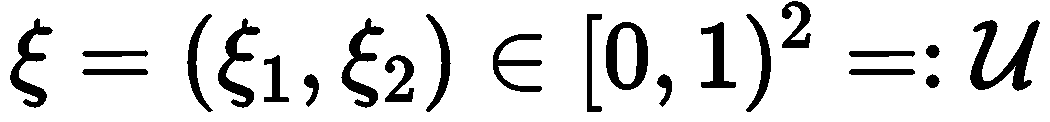 ξ = (ξ₁, ξ₂) ∈ [0, 1)² =: 𝒰